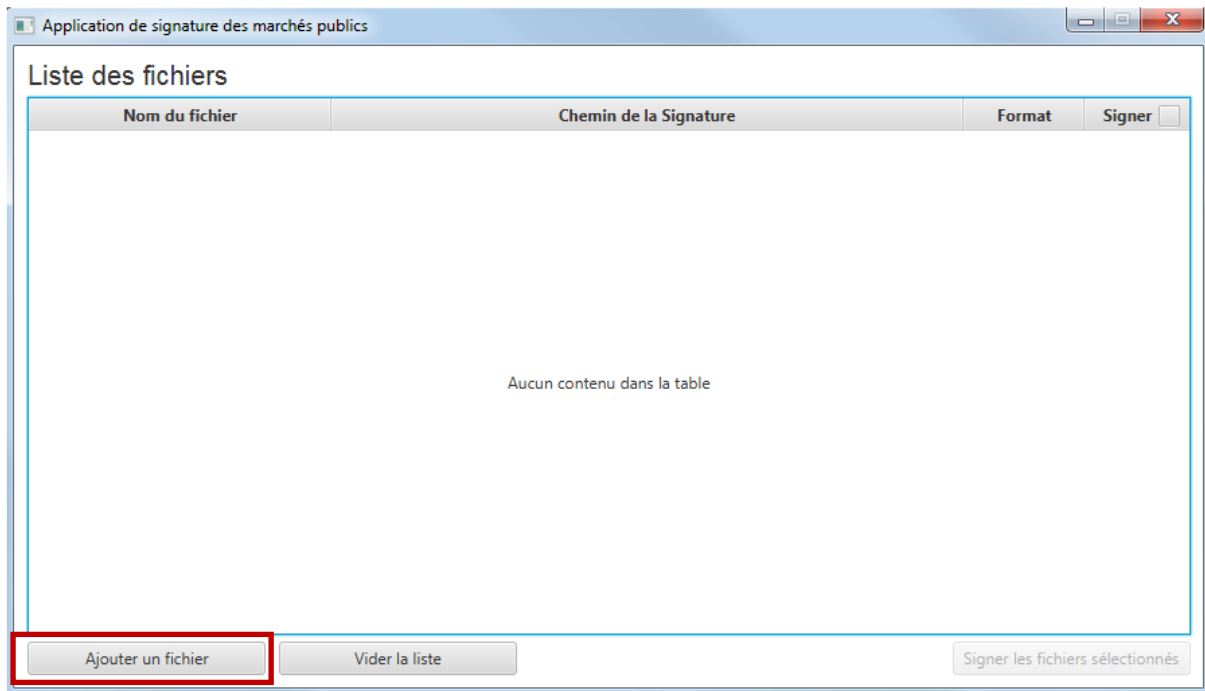 Application de signature des marchés publics
Liste des fichiers
Nom du fichier Chemin de la Signature Format Signer
Aucun contenu dans la table
Ajouter un fichier Vider la liste Signer les fichiers sélectionnés